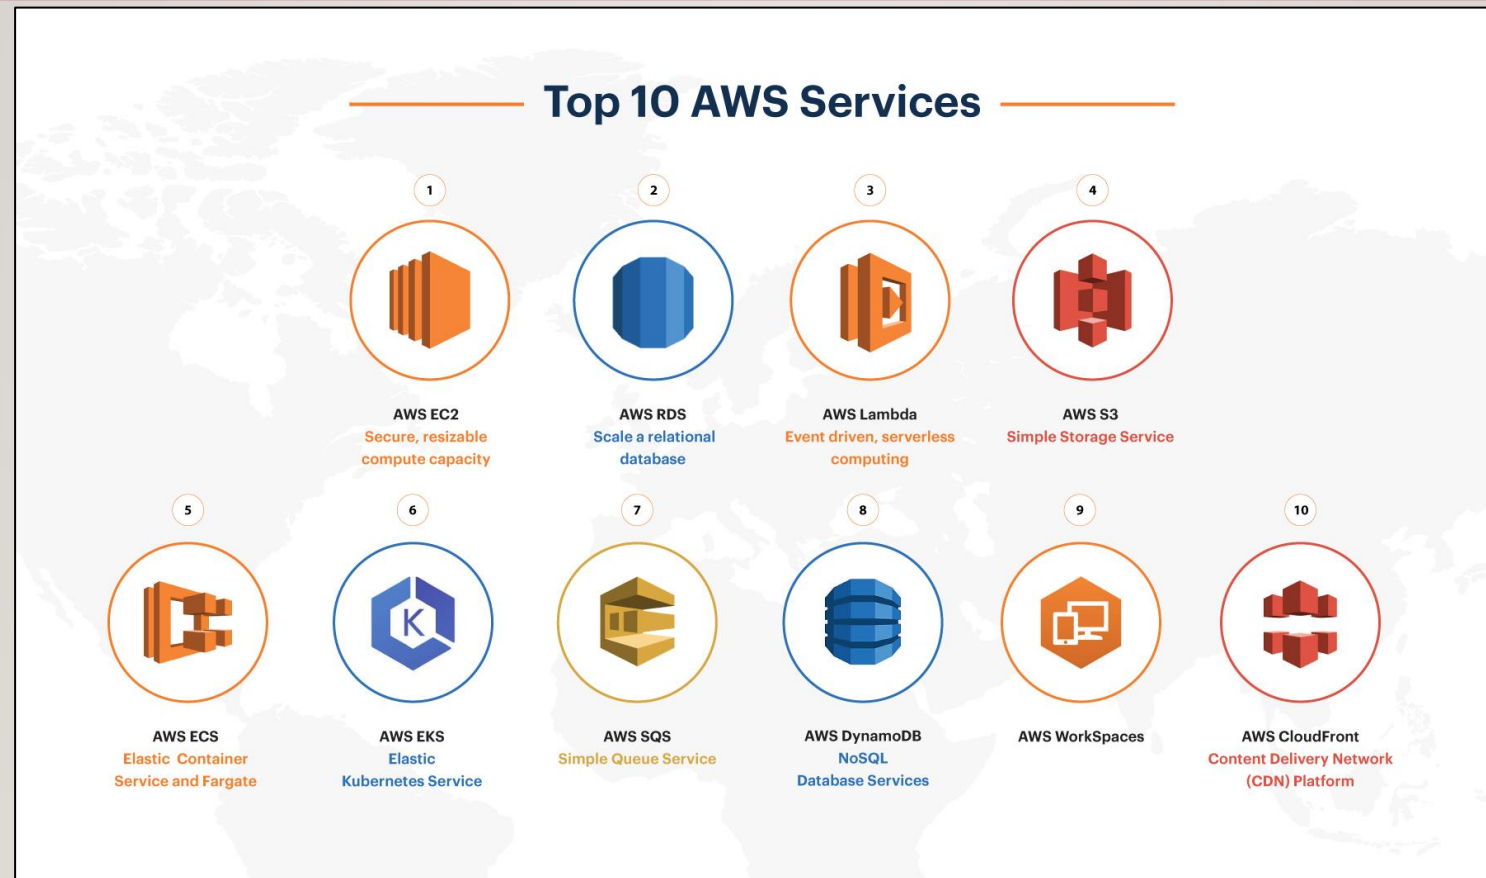 Top 10 AWS Services
1
2
3
4
AWS EC2
Secure, resizable
compute capacity
AWS RDS
Scale a relational
database
AWS Lambda
Event driven, serverless
computing
AWS S3
Simple Storage Service
5
6
7
8
9
10
K
AWS ECS
Elastic Container
Service and Fargate
AWS EKS
Elastic
Kubernetes Service
AWS SQS
Simple Queue Service
AWS DynamoDB
NoSQL
Database Services
AWS WorkSpaces
AWS CloudFront
Content Delivery Network
(CDN) Platform